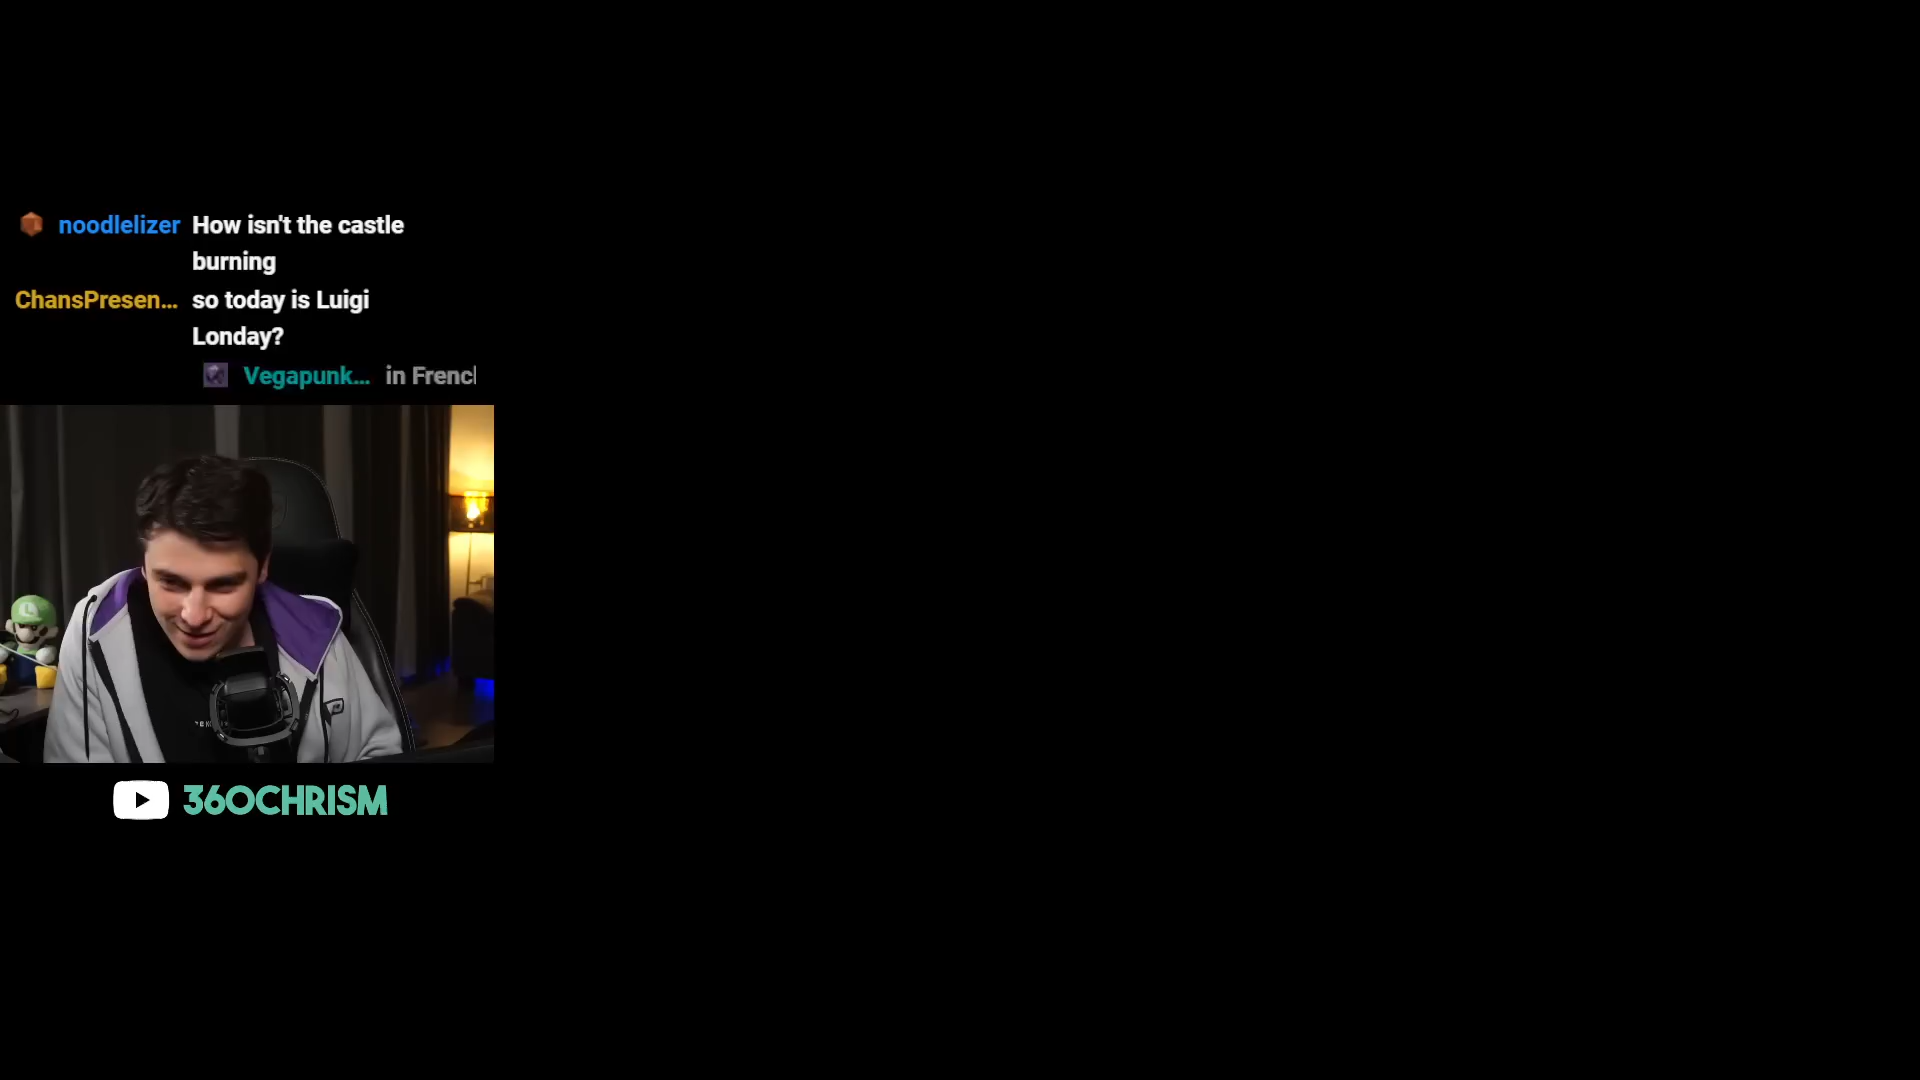 noodlelizer How isn't the castle
burning
ChansPresen... so today is Luigi
Londay?
Vegapunk... in Frencl
360CHRISM